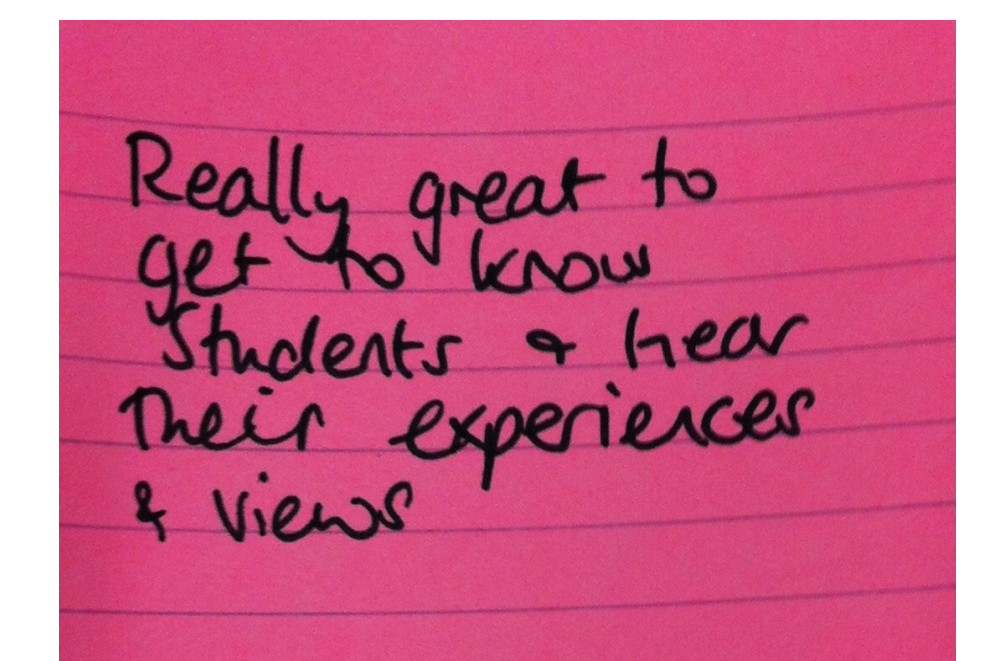 Really great to
get to know
Students & hear
Their experiences
& views